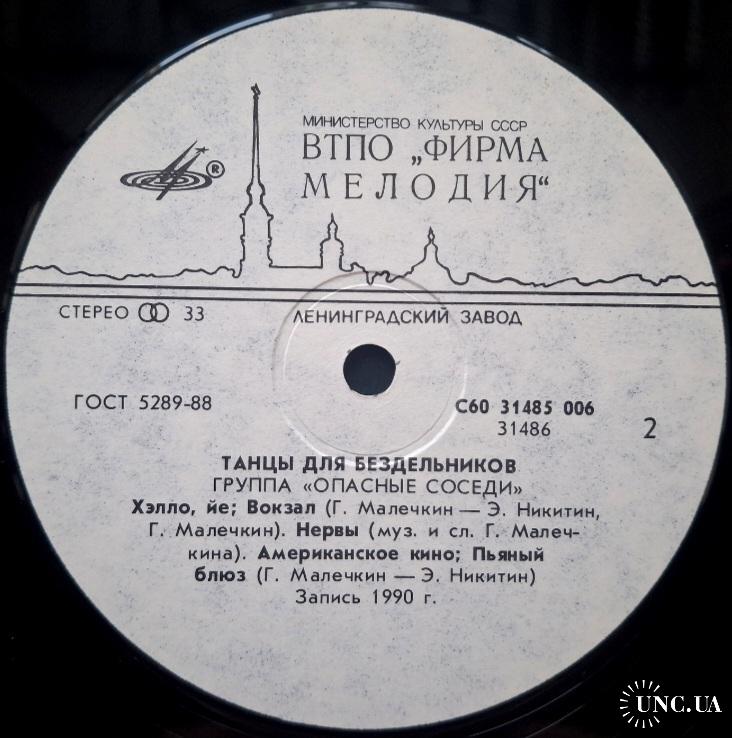 МИНИСТЕРСТВО КУЛЬТУРЫ СССР
ВТПО „ФИРМА
МЕЛОДИЯ“
®
СТЕРЕО 33
ЛЕНИНГРАДСКИЙ ЗАВОД
ГОСТ 5289-88
С60 31485 006
31486
2
ТАНЦЫ ДЛЯ БЕЗДЕЛЬНИКОВ
ГРУППА «ОПАСНЫЕ СОСЕДИ»
Хэлло, йе; Вокзал (Г. Малечкин — Э. Никитин,
Г. Малечкин). Нервы (муз. и сл. Г. Малеч-
кина). Американское кино; Пьяный
блюз (Г. Малечкин — Э. Никитин)
Запись 1990 г.
UNC.UA